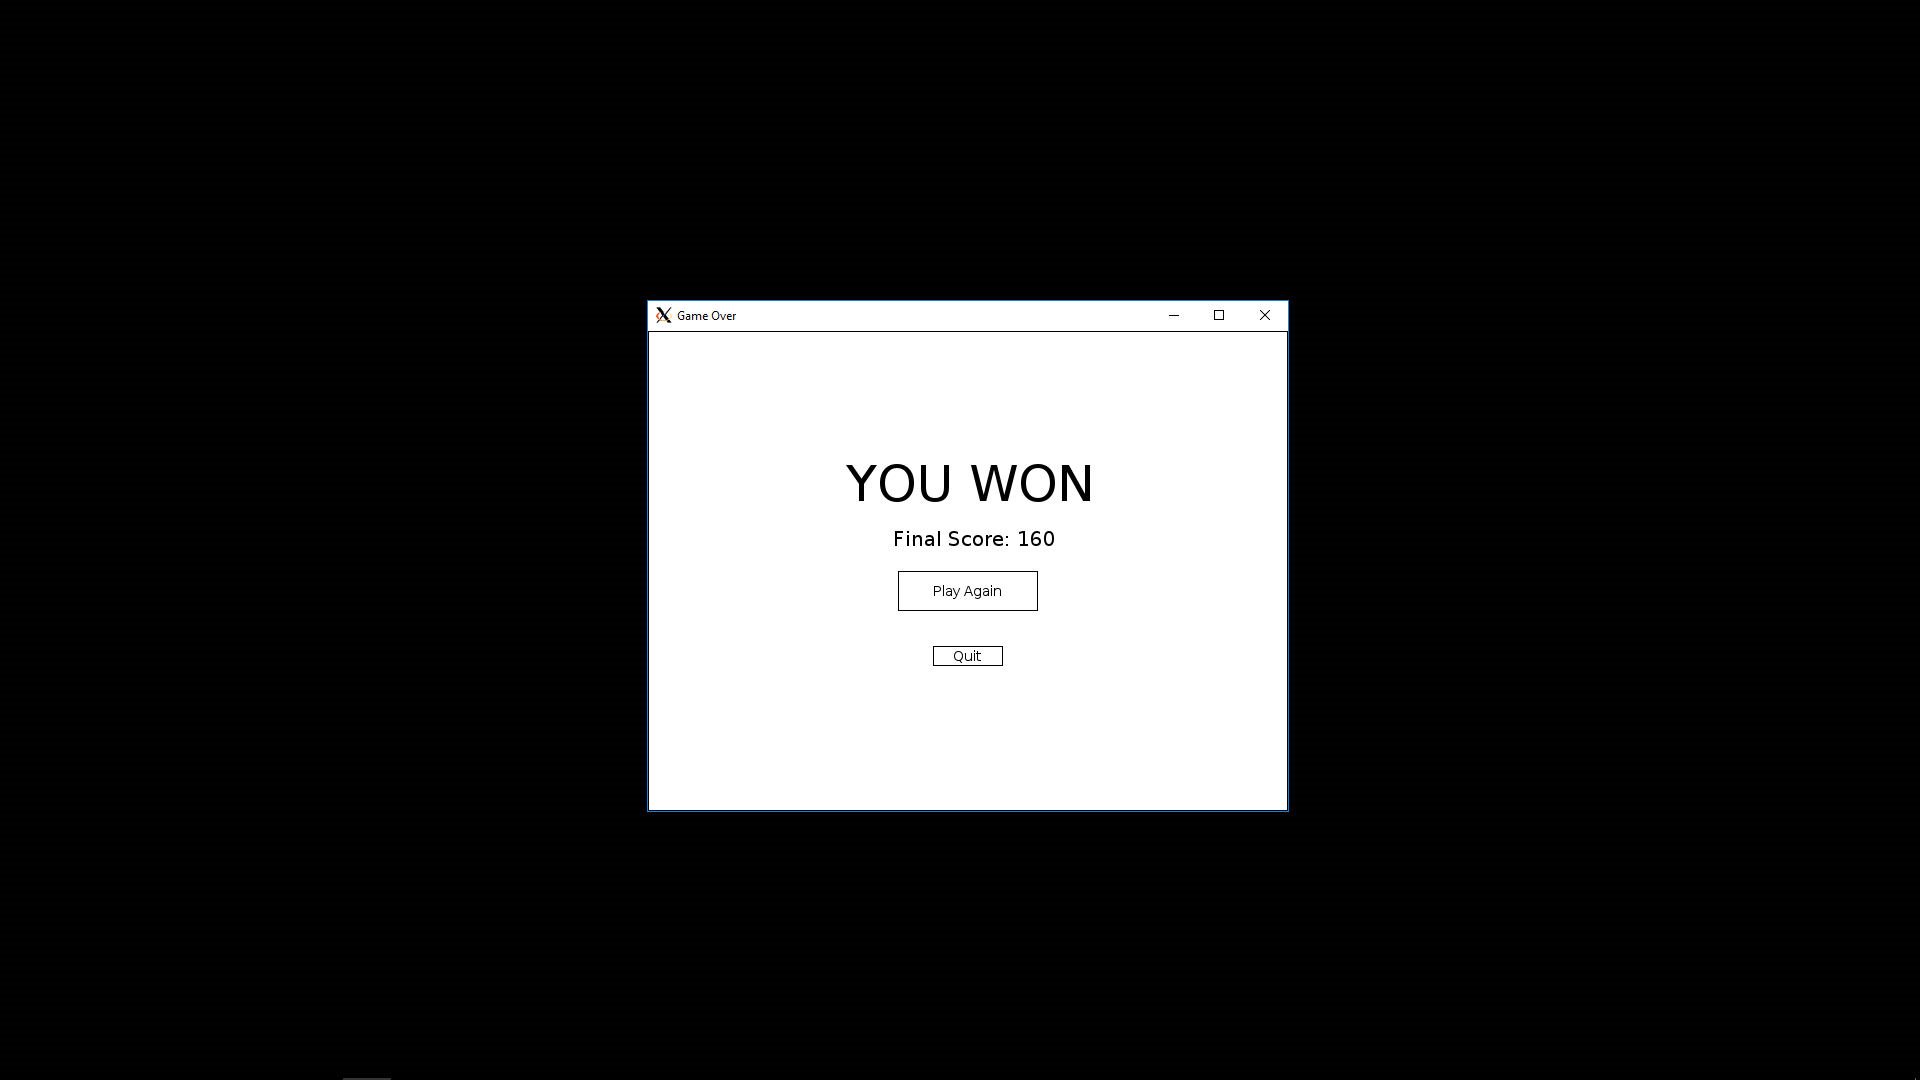 Game Over
YOU WON
Final Score: 160
Play Again
Quit